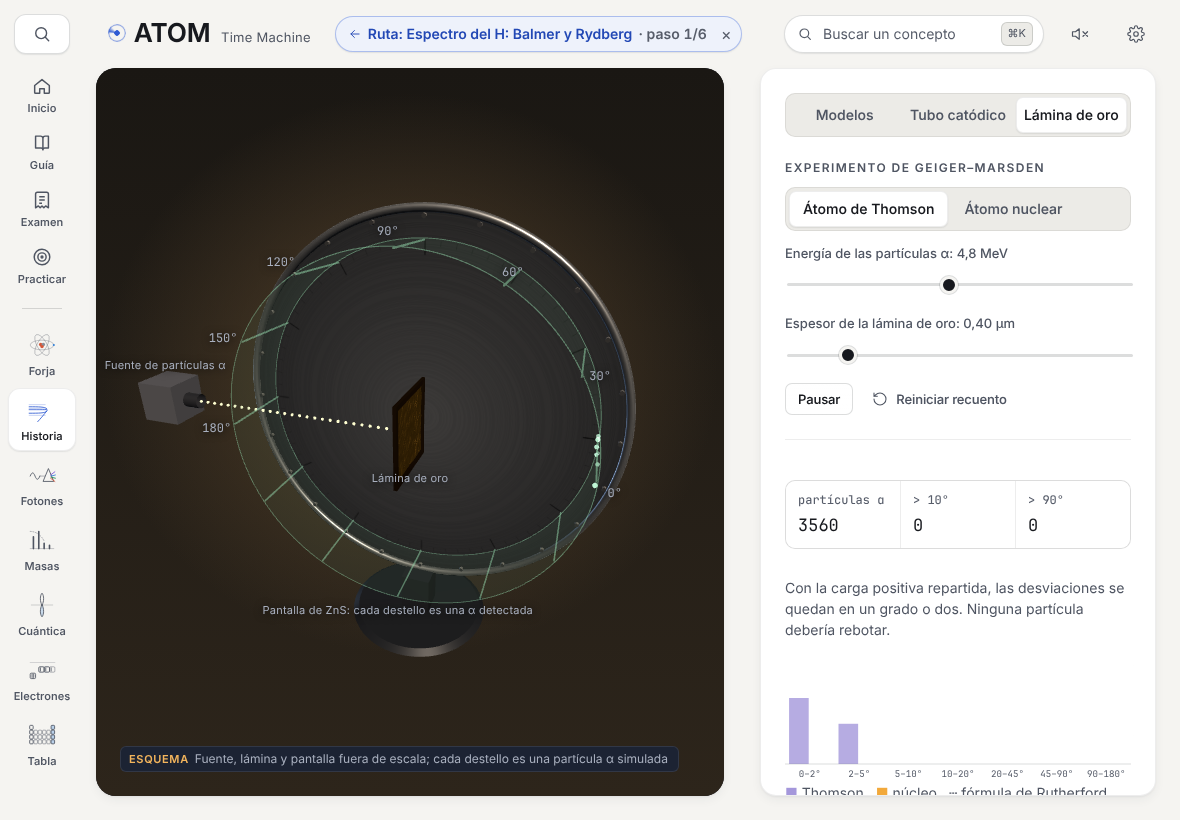 ATOM Time Machine
← Ruta: Espectro del H: Balmer y Rydberg · paso 1/6 ×
Buscar un concepto ⌘K
Inicio
Guía
Examen
Practicar
Forja
Historia
Fotones
Masas
Cuántica
Electrones
Tabla
90°
120°
60°
150°
Fuente de partículas α
30°
180°
Lámina de oro
0°
Pantalla de ZnS: cada destello es una α detectada
ESQUEMA Fuente, lámina y pantalla fuera de escala; cada destello es una partícula α simulada
Modelos Tubo catódico Lámina de oro
EXPERIMENTO DE GEIGER–MARSDEN
Átomo de Thomson Átomo nuclear
Energía de las partículas α: 4,8 MeV
Espesor de la lámina de oro: 0,40 µm
Pausar Reiniciar recuento
partículas α > 10° > 90°
3560 0 0
Con la carga positiva repartida, las desviaciones se
quedan en un grado o dos. Ninguna partícula
debería rebotar.
0–2° 2–5° 5–10° 10–20° 20–45° 45–90° 90–180°
Thomson núcleo — fórmula de Rutherford